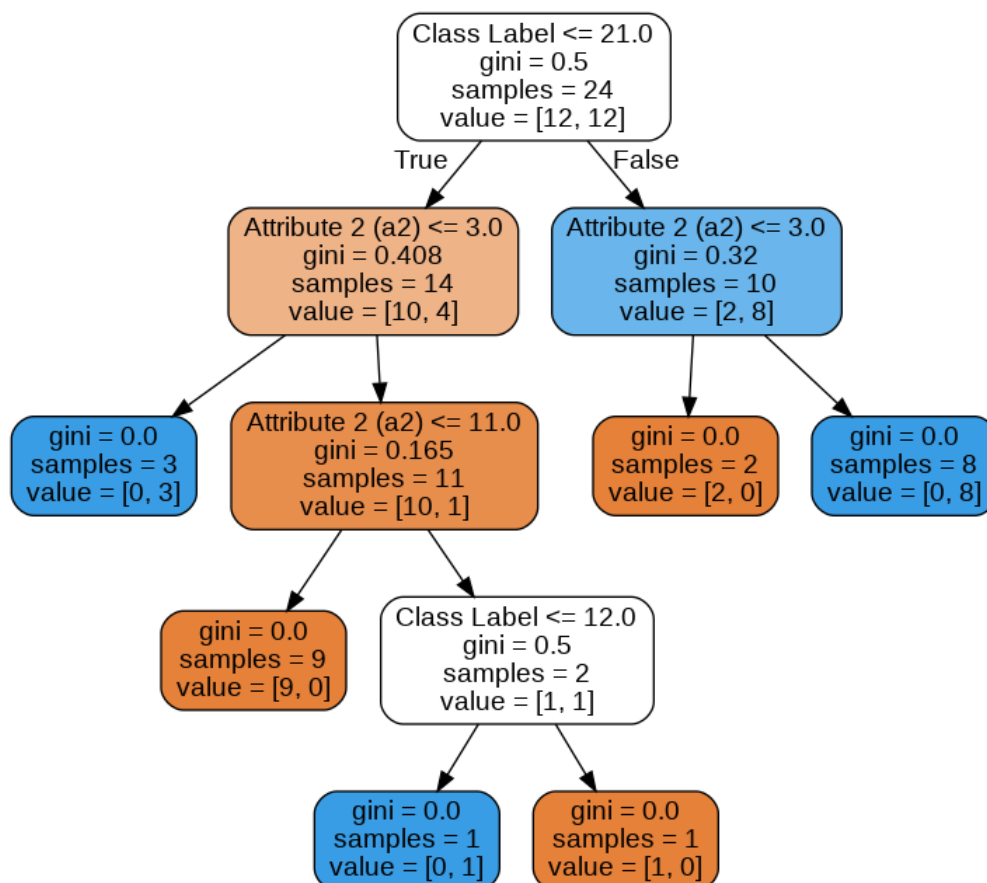 Class Label <= 21.0
gini = 0.5
samples = 24
value = [12, 12]
True
False
Attribute 2 (a2) <= 3.0
gini = 0.408
samples = 14
value = [10, 4]
Attribute 2 (a2) <= 3.0
gini = 0.32
samples = 10
value = [2, 8]
gini = 0.0
samples = 3
value = [0, 3]
Attribute 2 (a2) <= 11.0
gini = 0.165
samples = 11
value = [10, 1]
gini = 0.0
samples = 2
value = [2, 0]
gini = 0.0
samples = 8
value = [0, 8]
gini = 0.0
samples = 9
value = [9, 0]
Class Label <= 12.0
gini = 0.5
samples = 2
value = [1, 1]
gini = 0.0
samples = 1
value = [0, 1]
gini = 0.0
samples = 1
value = [1, 0]